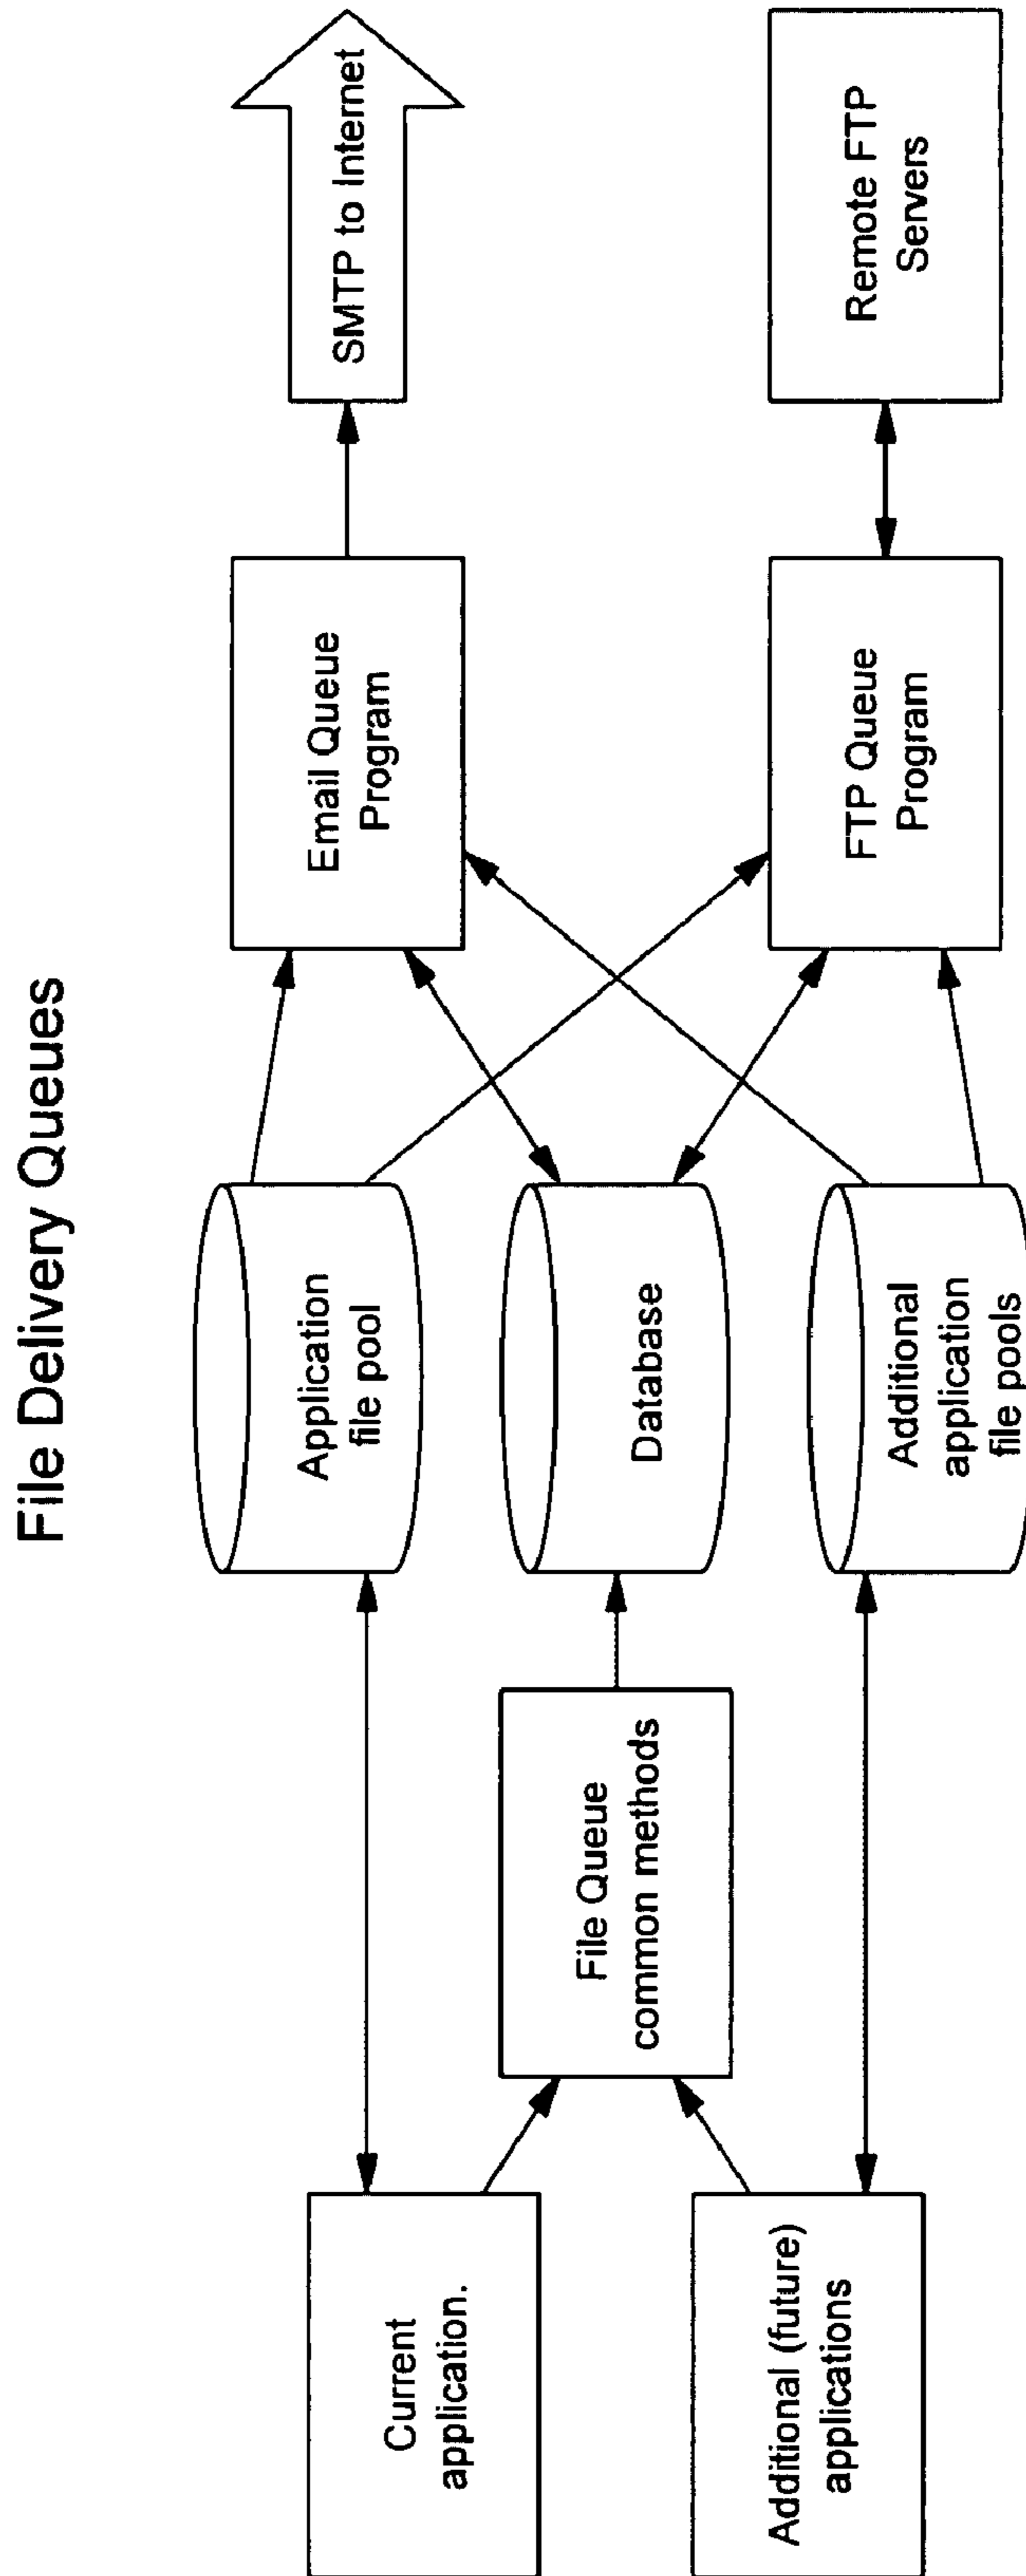 File Delivery Queues
Current
application.
Additional (future)
applications
File Queue
common methods
Application
file pool
Database
Additional
application
file pools
Email Queue
Program
FTP Queue
Program
SMTP to Internet
Remote FTP
Servers